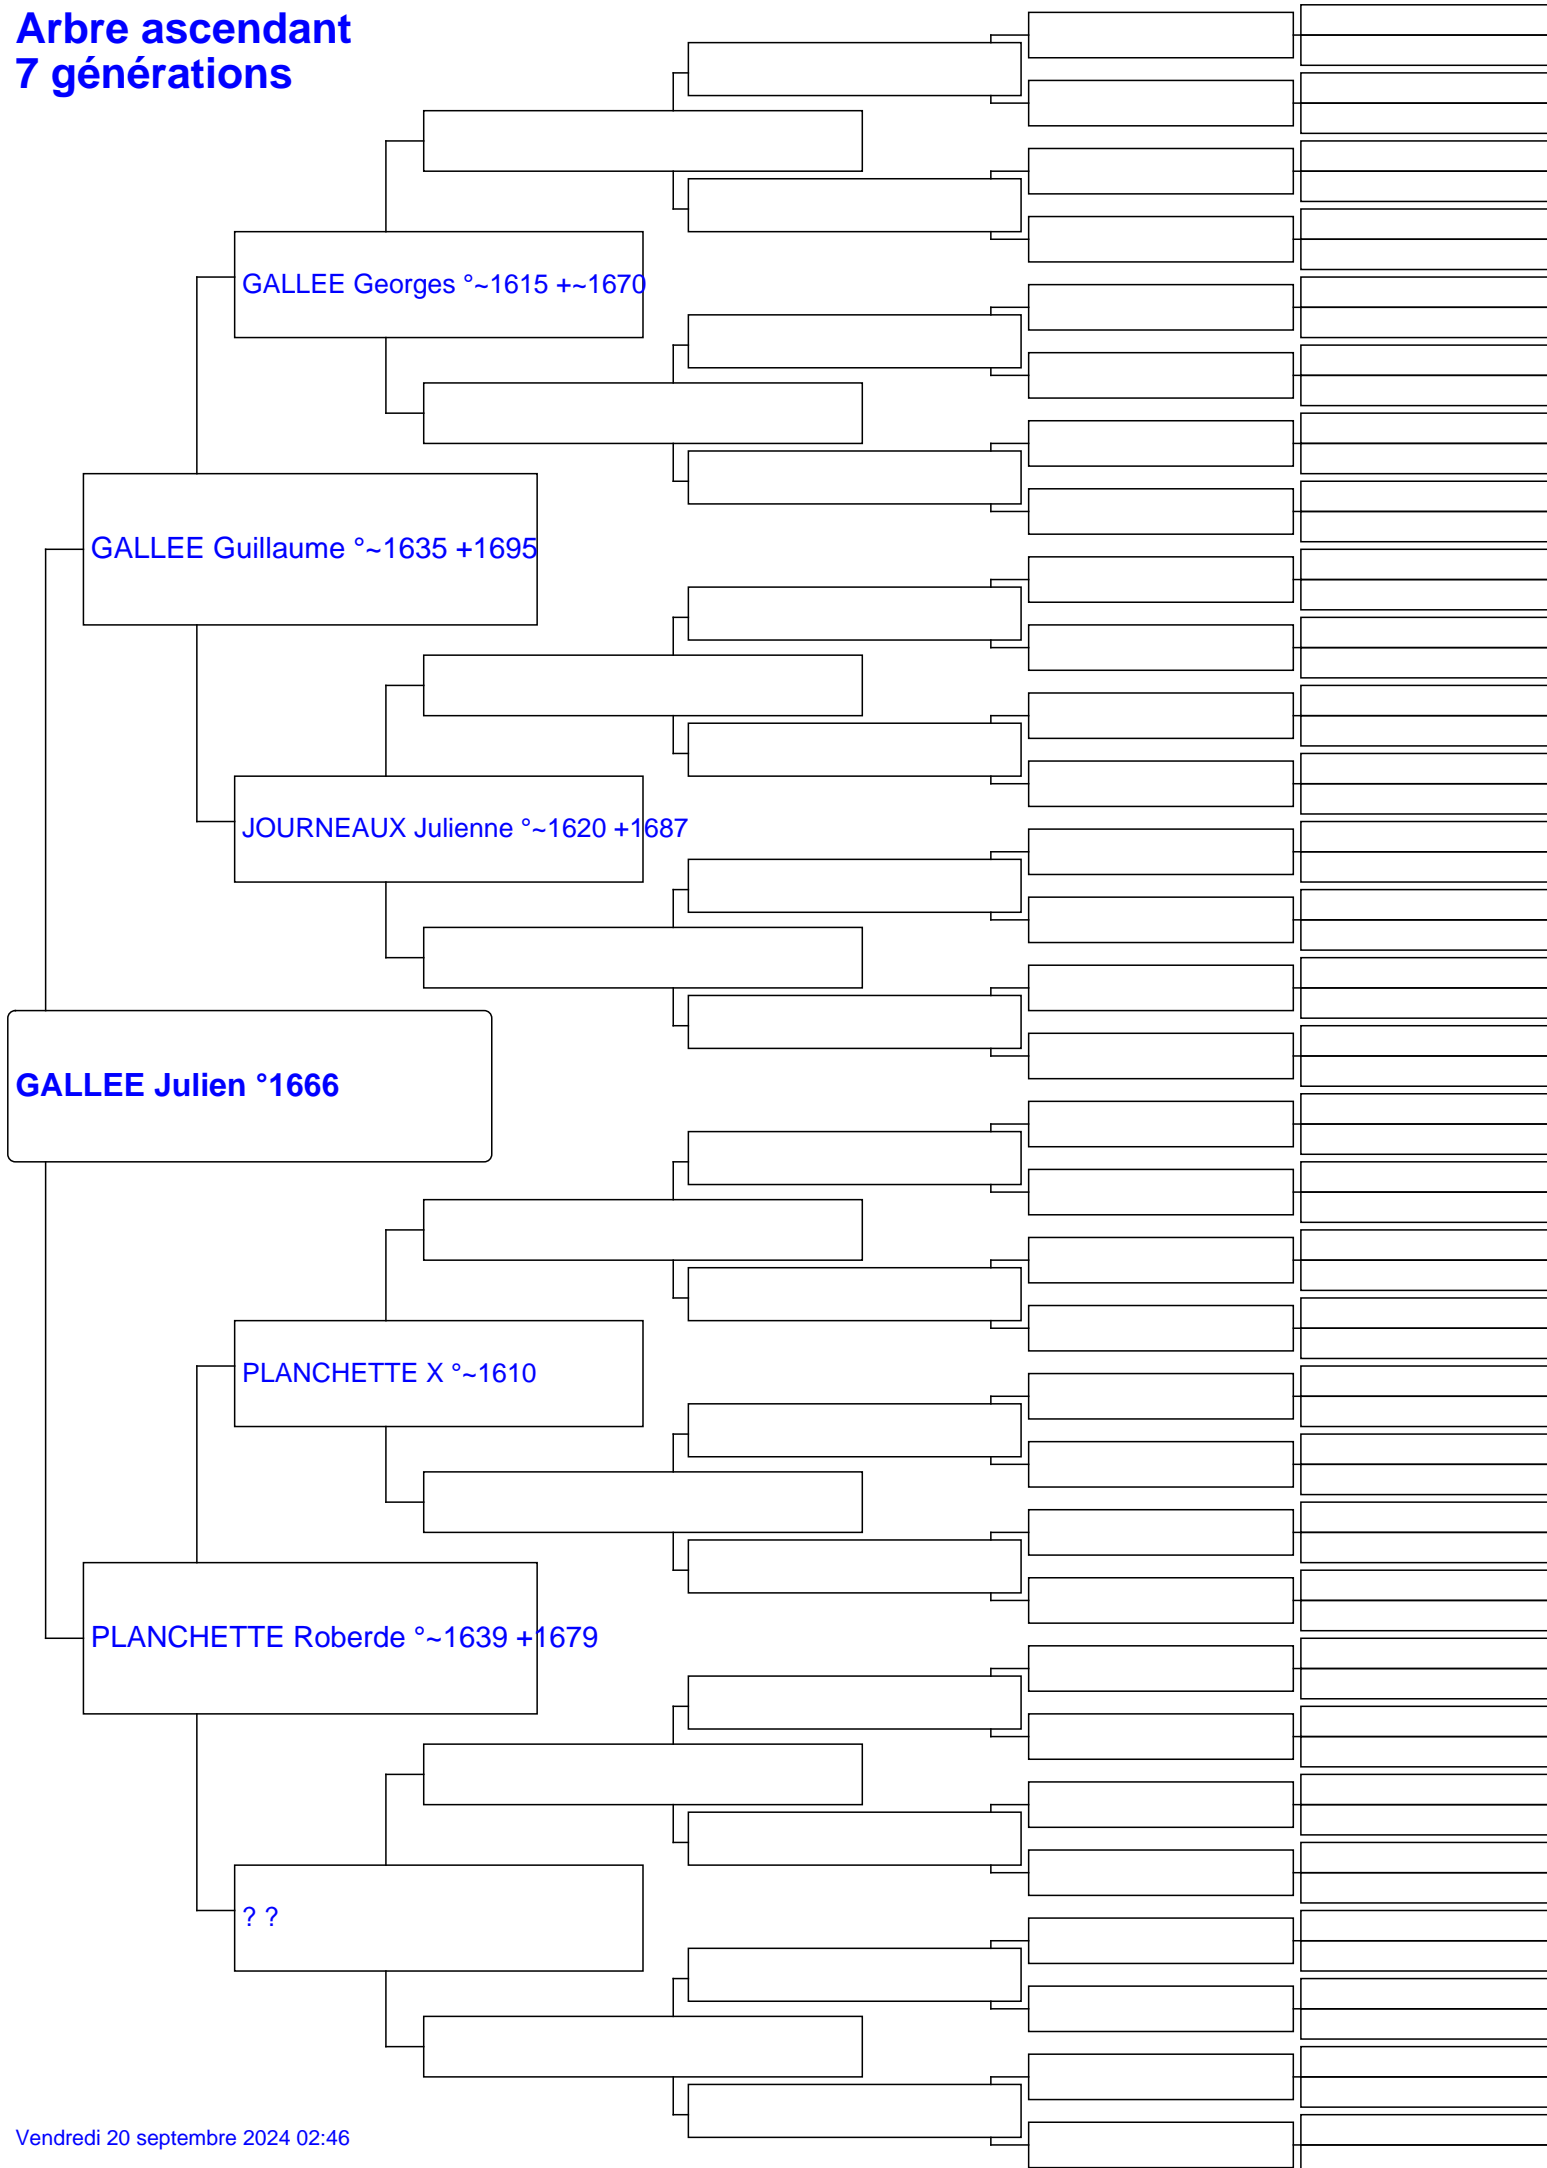 Arbre ascendant
7 générations
GALLEE Georges °~1615 +~1670
GALLEE Guillaume °~1635 +1695
JOURNEAUX Julienne °~1620 +1687
GALLEE Julien °1666
PLANCHETTE X °~1610
PLANCHETTE Roberde °~1639 +1679
? ?
Vendredi 20 septembre 2024 02:46